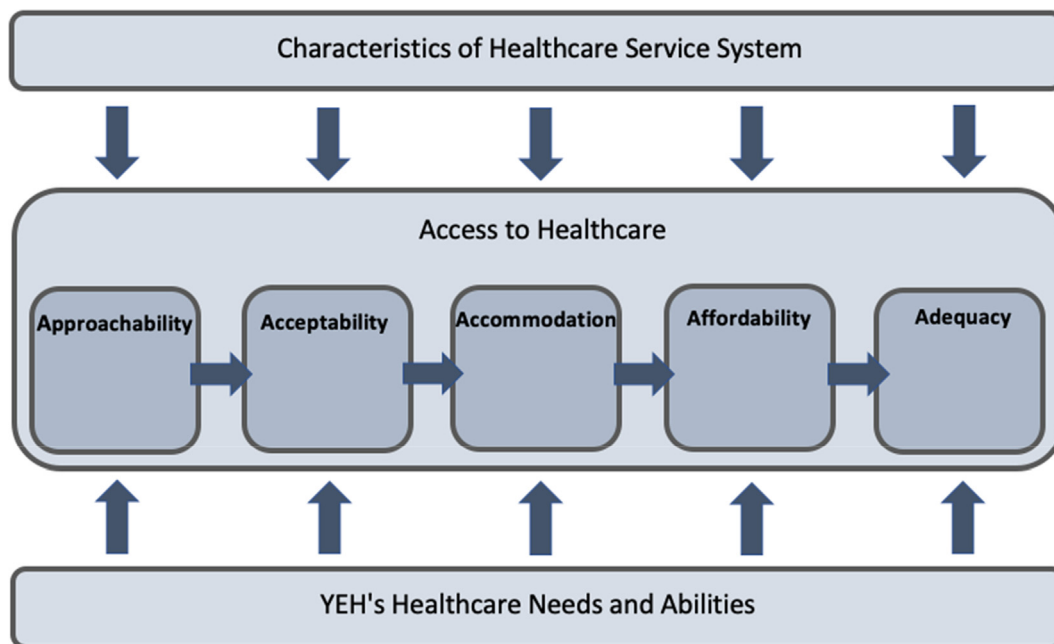 Characteristics of Healthcare Service System
Access to Healthcare
Approachability
Acceptability
Accommodation
Affordability
Adequacy
YEH's Healthcare Needs and Abilities